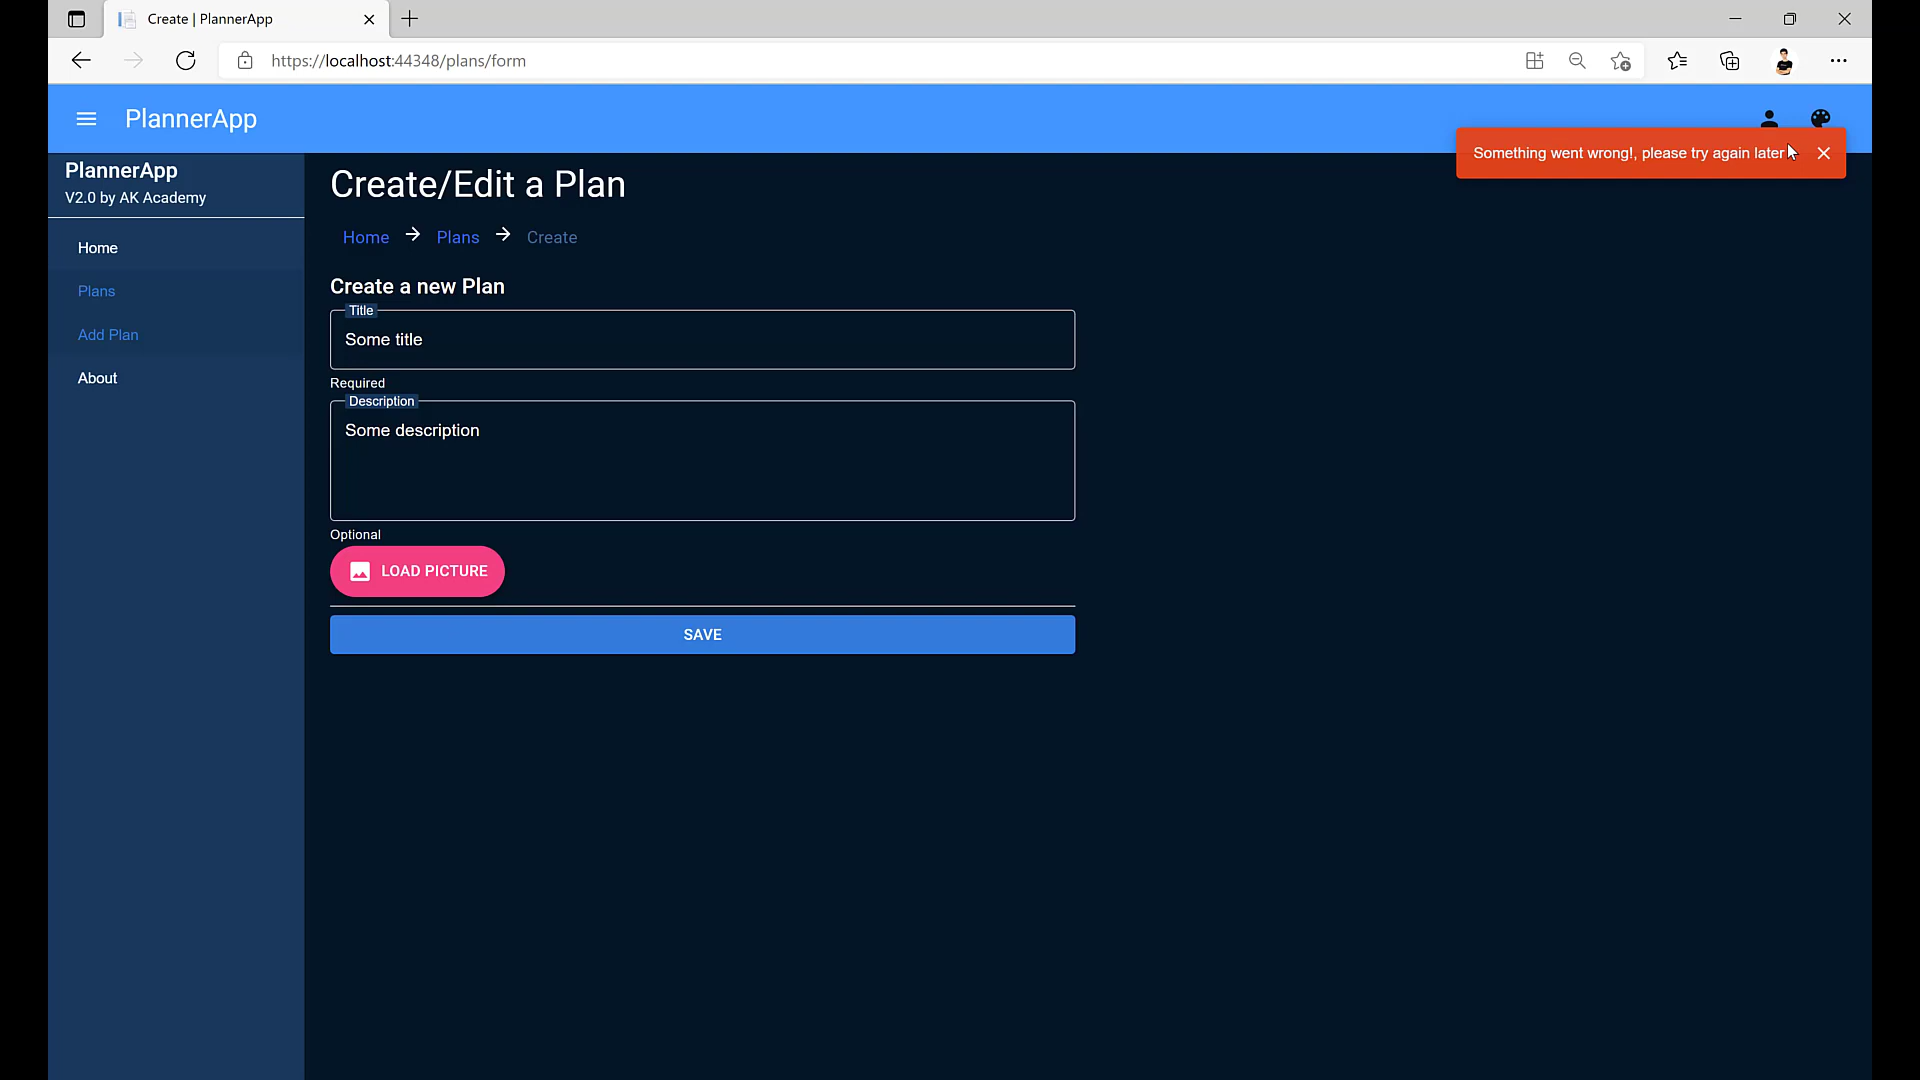 Create | PlannerApp
https://localhost:44348/plans/form
PlannerApp
Something went wrong!, please try again later
PlannerApp
V2.0 by AK Academy
Home
Plans
Add Plan
About
Create/Edit a Plan
Home → Plans → Create
Create a new Plan
Title
Some title
Required
Description
Some description
Optional
LOAD PICTURE
SAVE